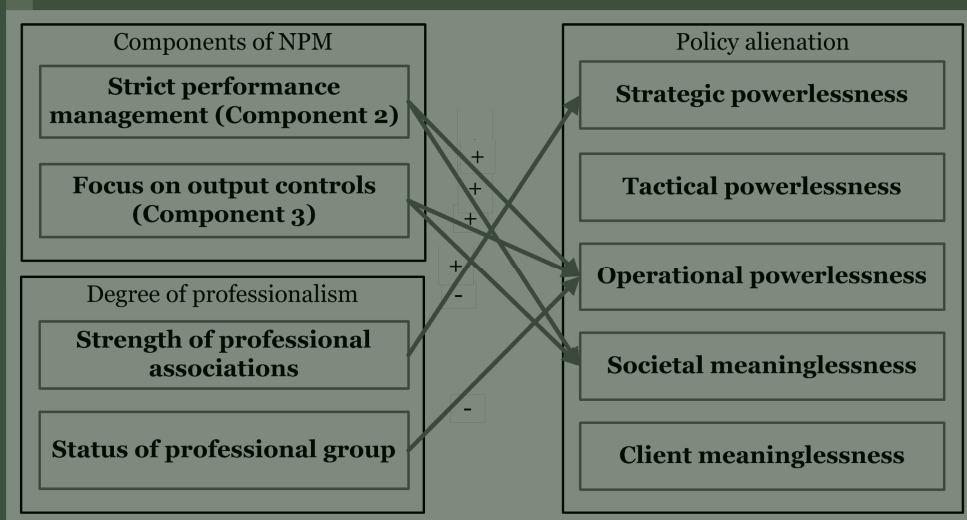 Components of NPM
Strict performance
management (Component 2)
Focus on output controls
(Component 3)
Degree of professionalism
Strength of professional
associations
Status of professional group
+
+
+
+
-
-
Policy alienation
Strategic powerlessness
Tactical powerlessness
Operational powerlessness
Societal meaninglessness
Client meaninglessness